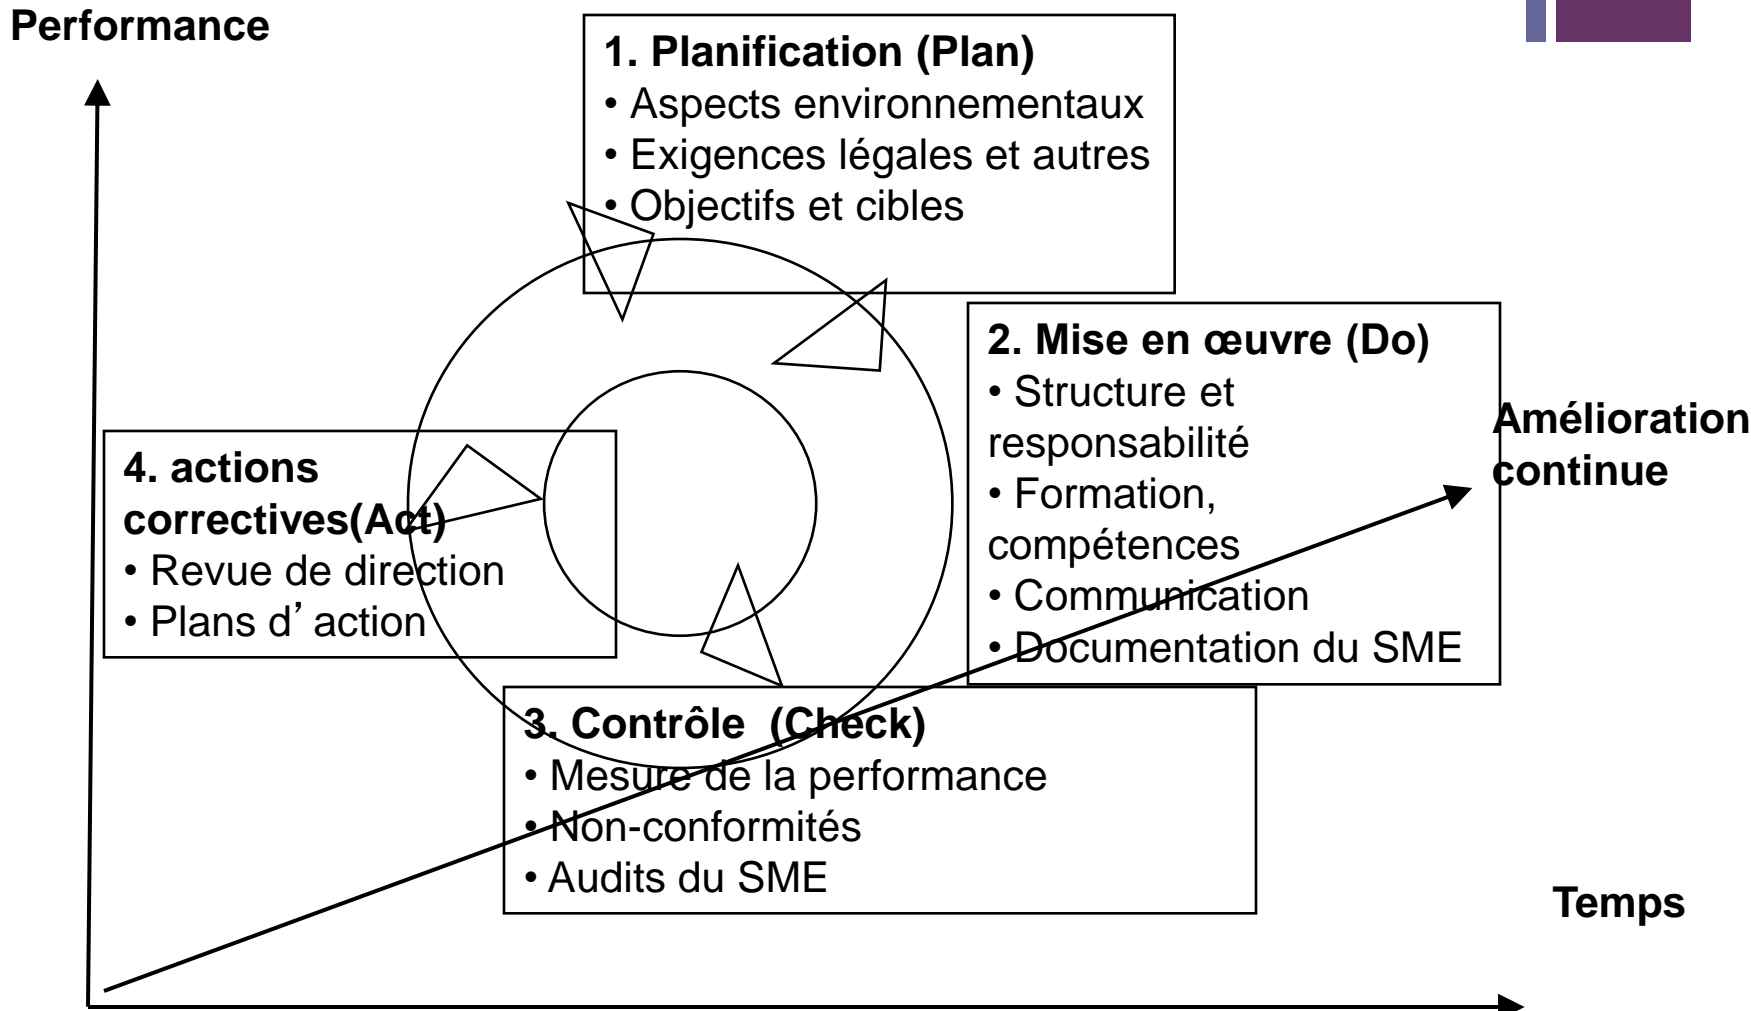 Performance
1. Planification (Plan)
• Aspects environnementaux
• Exigences légales et autres
• Objectifs et cibles
2. Mise en œuvre (Do)
• Structure et
responsabilité
• Formation,
compétences
• Communication
• Documentation du SME
Amélioration
continue
4. actions
correctives(Act)
• Revue de direction
• Plans d’ action
3. Contrôle  (Check)
• Mesure de la performance
• Non-conformités
• Audits du SME
Temps